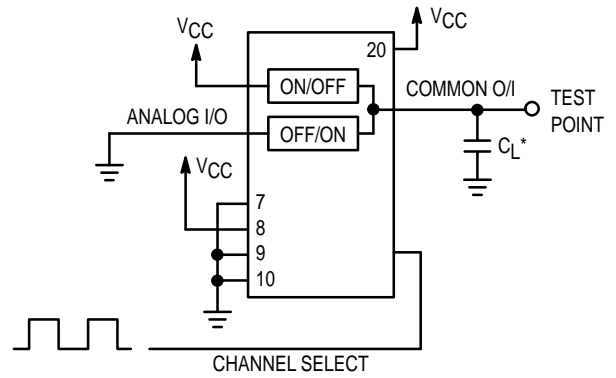 VCC
VCC
20
ON/OFF
COMMON O/I
TEST
POINT
ANALOG I/O
OFF/ON
CL*
VCC
7
8
9
10
CHANNEL SELECT